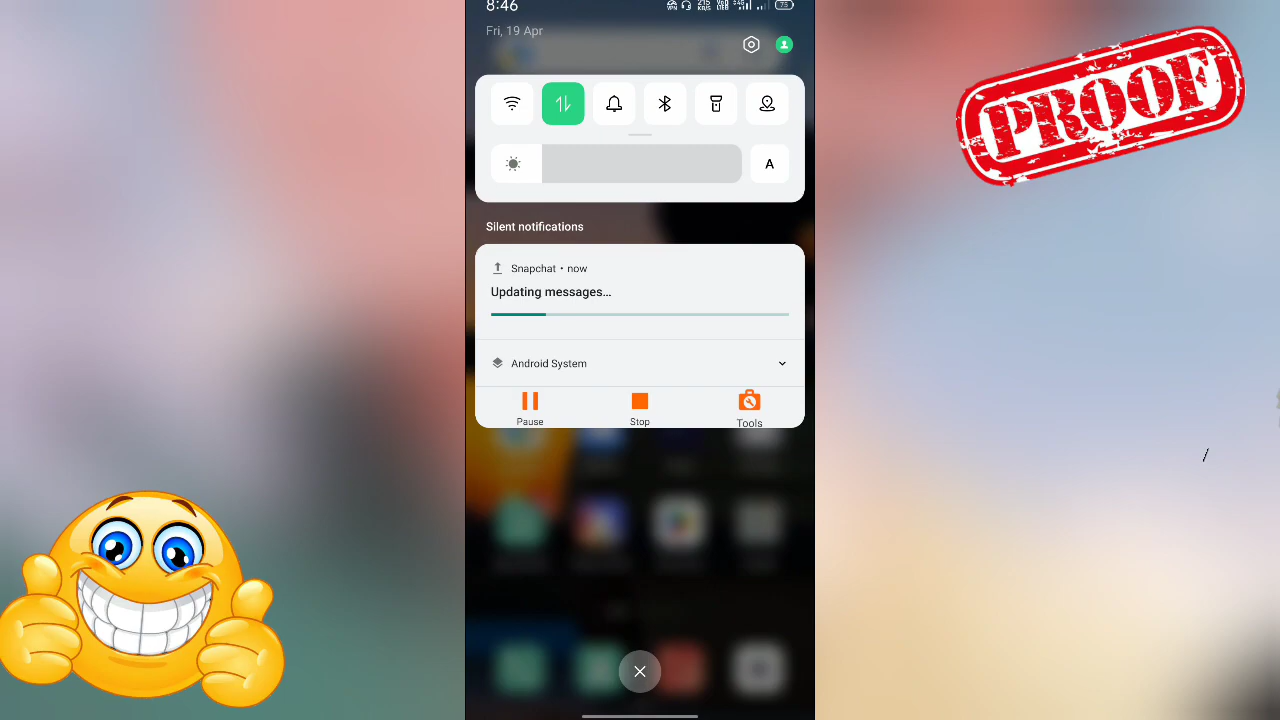 8:46
Fri, 19 Apr
A
Silent notifications
Snapchat • now
Updating messages...
Android System
Pause
Stop
Tools
PROOF